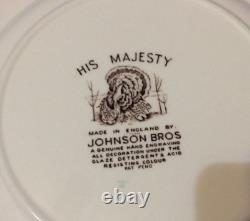 HIS MAJESTY
MADE IN ENGLAND BY
JOHNSON BROS
A GENUINE HAND ENGRAVING
ALL DECORATION UNDER THE
GLAZE DETERGENT & ACID
RESISTING COLOUR
PAT PEND
ebay